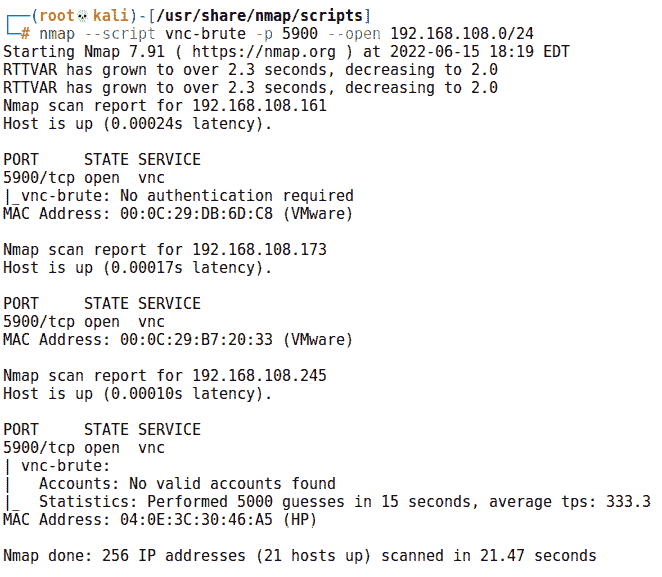 ┌──(root💀kali)-[/usr/share/nmap/scripts]
└─# nmap --script vnc-brute -p 5900 --open 192.168.108.0/24
Starting Nmap 7.91 ( https://nmap.org ) at 2022-06-15 18:19 EDT
RTTVAR has grown to over 2.3 seconds, decreasing to 2.0
RTTVAR has grown to over 2.3 seconds, decreasing to 2.0
Nmap scan report for 192.168.108.161
Host is up (0.00024s latency).

PORT     STATE SERVICE
5900/tcp open  vnc
|_vnc-brute: No authentication required
MAC Address: 00:0C:29:DB:6D:C8 (VMware)

Nmap scan report for 192.168.108.173
Host is up (0.00017s latency).

PORT     STATE SERVICE
5900/tcp open  vnc
MAC Address: 00:0C:29:B7:20:33 (VMware)

Nmap scan report for 192.168.108.245
Host is up (0.00010s latency).

PORT     STATE SERVICE
5900/tcp open  vnc
| vnc-brute:
|   Accounts: No valid accounts found
|_  Statistics: Performed 5000 guesses in 15 seconds, average tps: 333.3
MAC Address: 04:0E:3C:30:46:A5 (HP)

Nmap done: 256 IP addresses (21 hosts up) scanned in 21.47 seconds